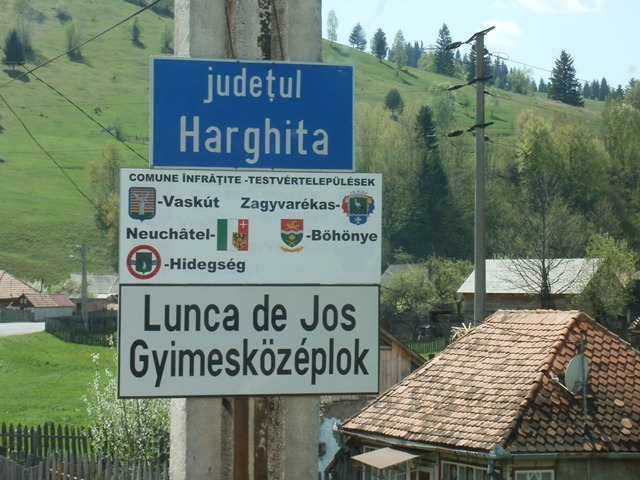 județul
Harghita
COMUNE ÎNFRĂȚITE - TESTVÉRTELEPÜLÉSEK
-Vaskút Zagyvarékas-
Neuchâtel- -Böhönye
-Hidegség
Lunca de Jos
Gyimesközéplok